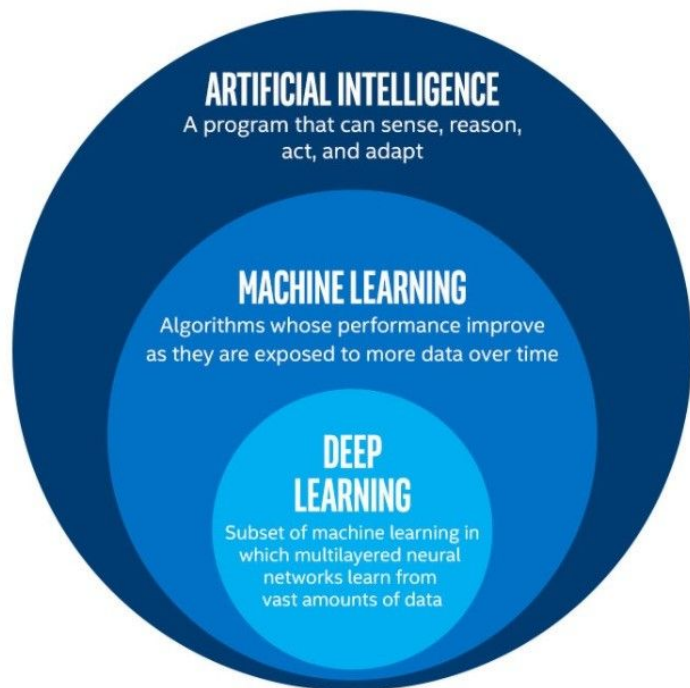 ARTIFICIAL INTELLIGENCE
A program that can sense, reason,
act, and adapt
MACHINE LEARNING
Algorithms whose performance improve
as they are exposed to more data over time
DEEP
LEARNING
Subset of machine learning in
which multilayered neural
networks learn from
vast amounts of data